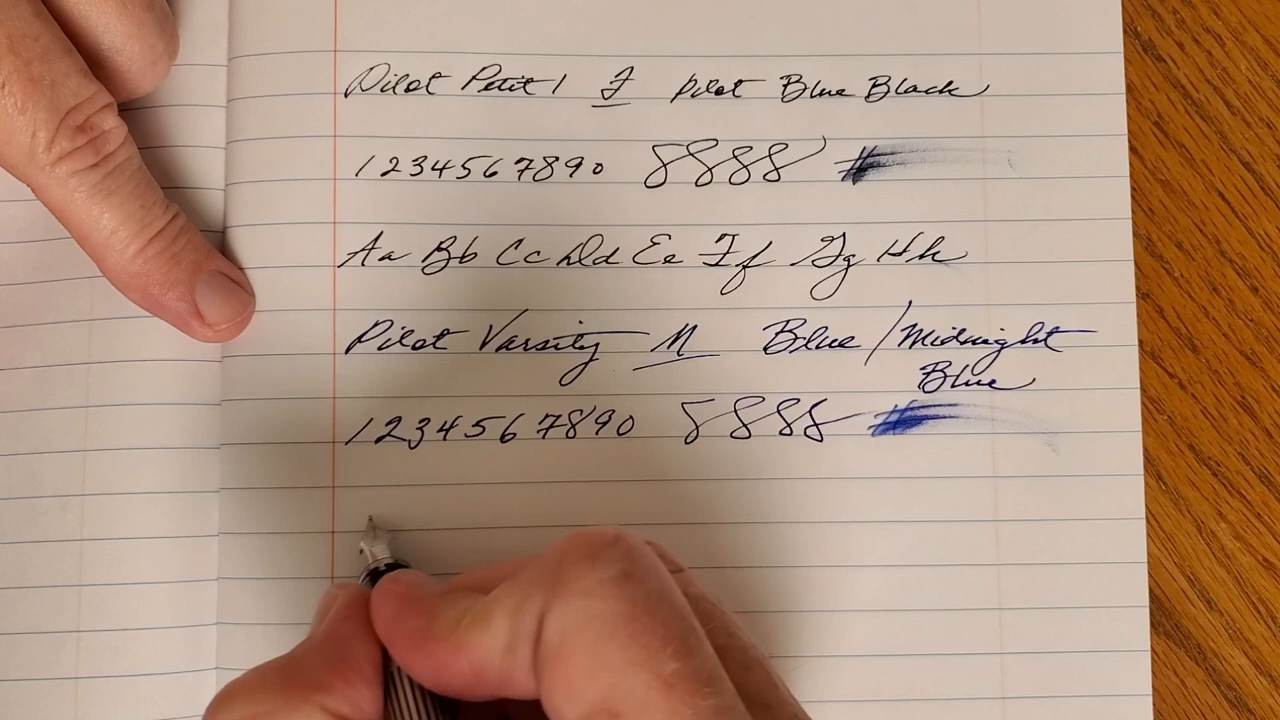 Pilot Petit 1 F Pilot Blue Black
1234567890 8888
Aa Bb Cc Dd Ee Ff Gg Hh
Pilot Varsity M Blue / Midnight
Blue
1234567890 8888